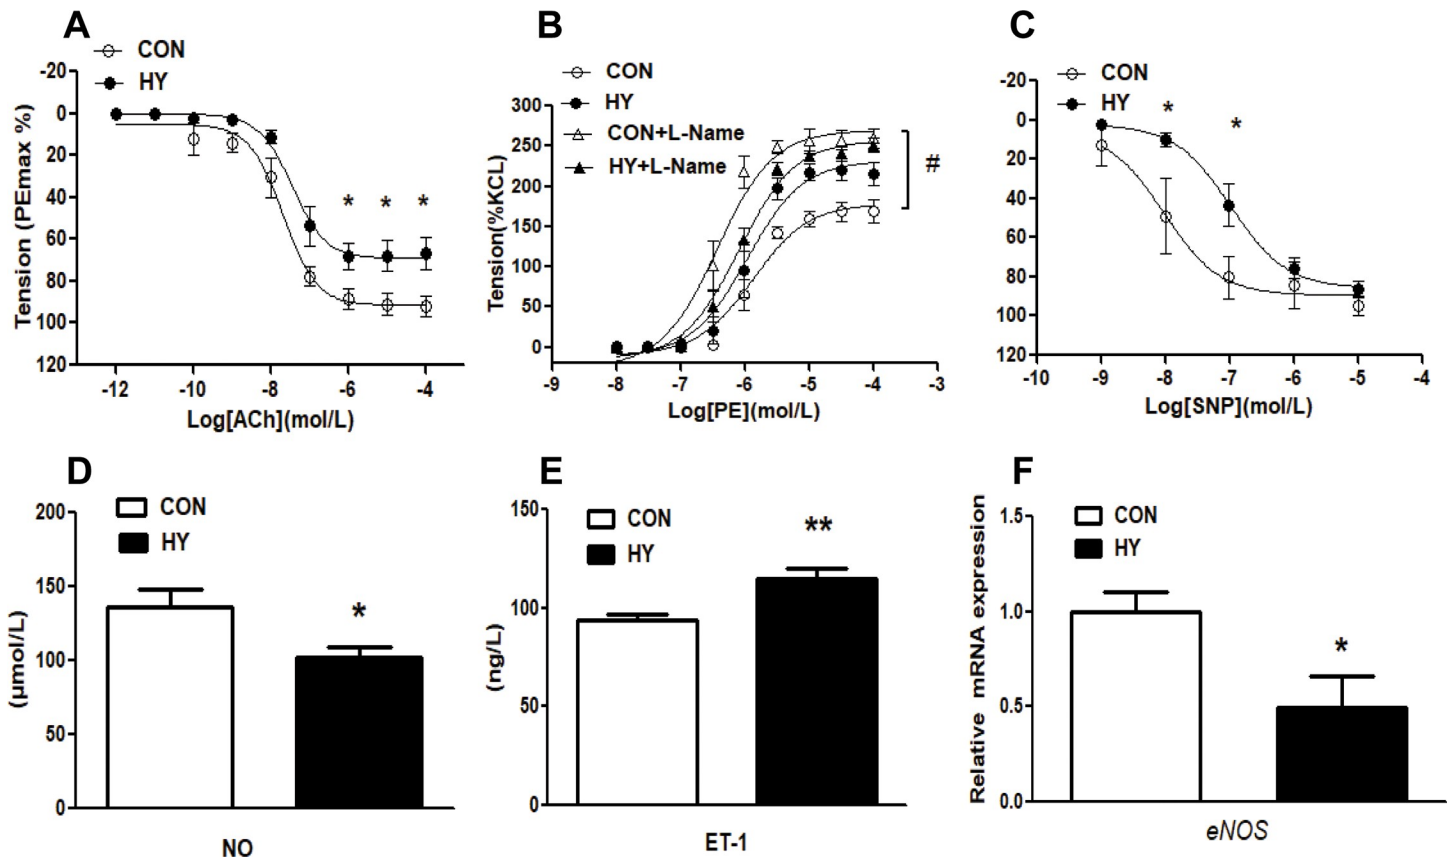 A
CON
HY
-20
0
20
40
60
80
100
120
Tension (PEmax %)
* * *
-12 -10 -8 -6 -4
Log[ACh](mol/L)
B
CON
HY
CON+L-Name
HY+L-Name
300
250
200
150
100
50
0
Tension(%KCL)
#
-9 -8 -7 -6 -5 -4 -3
Log[PE](mol/L)
C
CON
HY
-20
0
20
40
60
80
100
120
* *
-10 -9 -8 -7 -6 -5 -4
Log[SNP](mol/L)
D
CON
HY
200
150
100
50
0
(μmol/L)
*
NO
E
CON
HY
150
100
50
0
(ng/L)
**
ET-1
F
CON
HY
1.5
1.0
0.5
0.0
Relative mRNA expression
*
eNOS